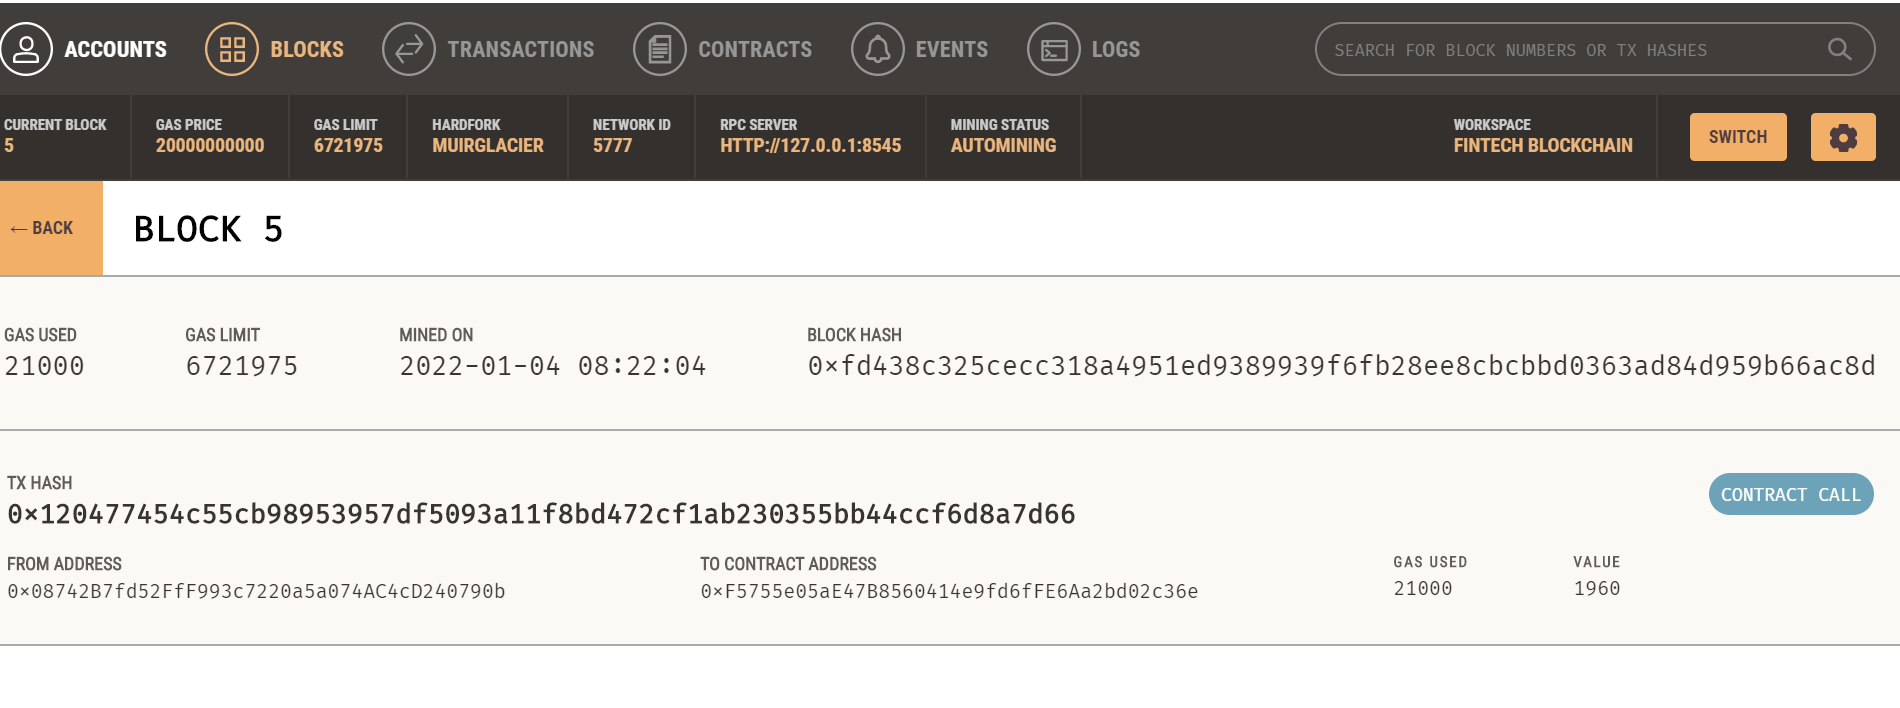 ACCOUNTS BLOCKS TRANSACTIONS CONTRACTS EVENTS LOGS SEARCH FOR BLOCK NUMBERS OR TX HASHES
CURRENT BLOCK GAS PRICE GAS LIMIT HARDFORK NETWORK ID RPC SERVER MINING STATUS WORKSPACE
5 20000000000 6721975 MUIRGLACIER 5777 HTTP://127.0.0.1:8545 AUTOMINING FINTECH BLOCKCHAIN SWITCH
← BACK BLOCK 5
GAS USED GAS LIMIT MINED ON BLOCK HASH
21000 6721975 2022-01-04 08:22:04 0×fd438c325cecc318a4951ed9389939f6fb28ee8cbcbbd0363ad84d959b66ac8d
TX HASH
0×120477454c55cb98953957df5093a11f8bd472cf1ab230355bb44ccf6d8a7d66 CONTRACT CALL
FROM ADDRESS TO CONTRACT ADDRESS GAS USED VALUE
0×08742B7fd52FfF993c7220a5a074AC4cD240790b 0×F5755e05aE47B8560414e9fd6fFE6Aa2bd02c36e 21000 1960